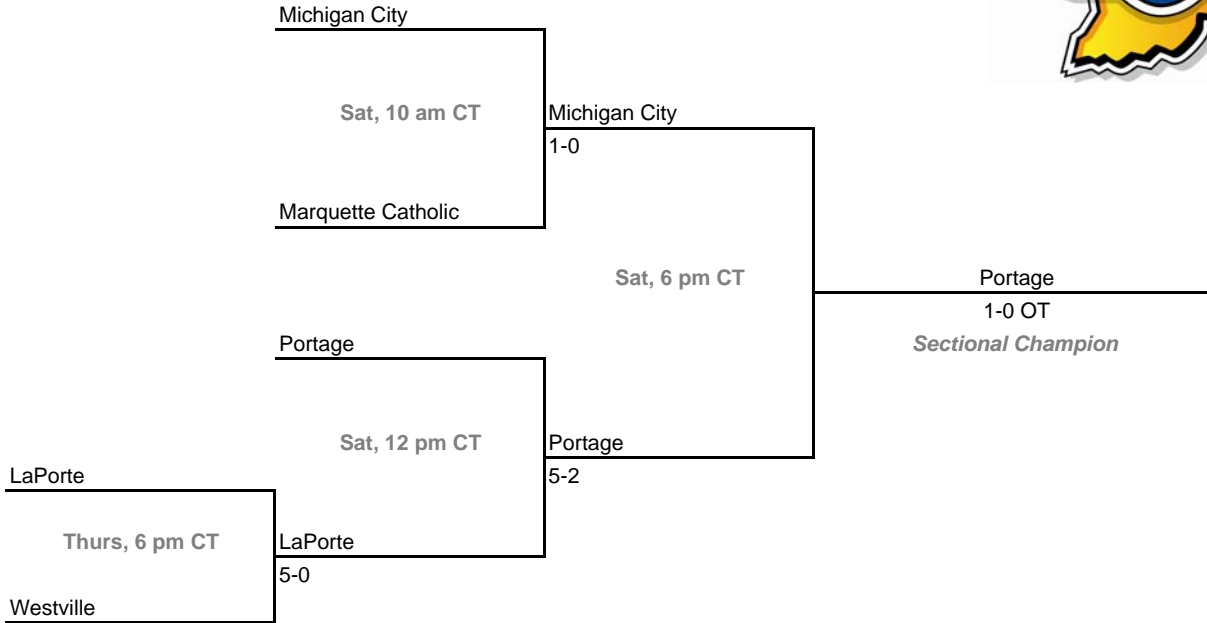 Michigan City
Sat, 10 am CT
Michigan City
1-0
Marquette Catholic
Sat, 6 pm CT
Portage
1-0 OT
Portage
Sectional Champion
Sat, 12 pm CT
Portage
LaPorte
5-2
Thurs, 6 pm CT
LaPorte
5-0
Westville